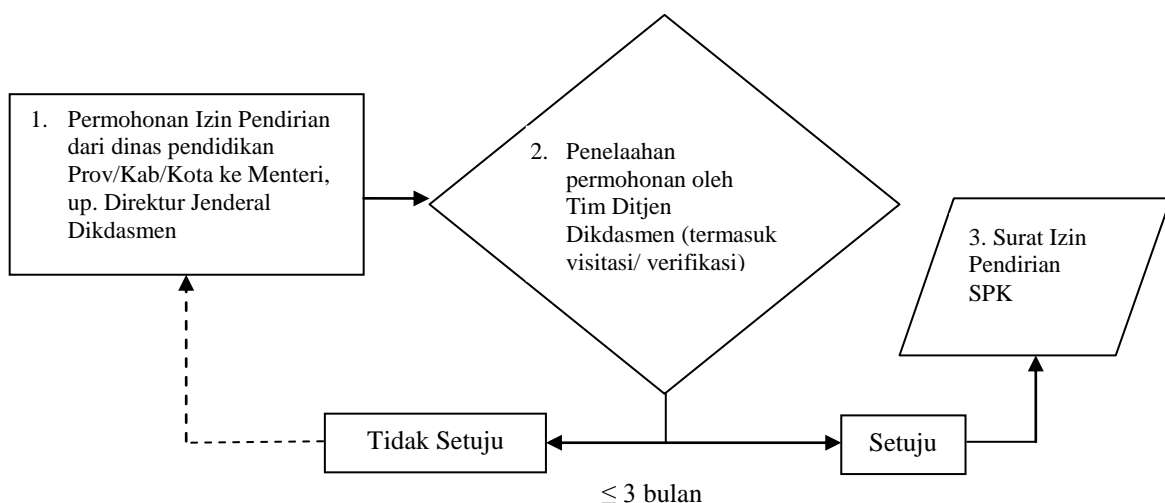 1. Permohonan Izin Pendirian
dari dinas pendidikan
Prov/Kab/Kota ke Menteri,
up. Direktur Jenderal
Dikdasmen
2. Penelaahan
permohonan oleh
Tim Ditjen
Dikdasmen (termasuk
visitasi/ verifikasi)
3. Surat Izin
Pendirian
SPK
Tidak Setuju
Setuju
≤ 3 bulan